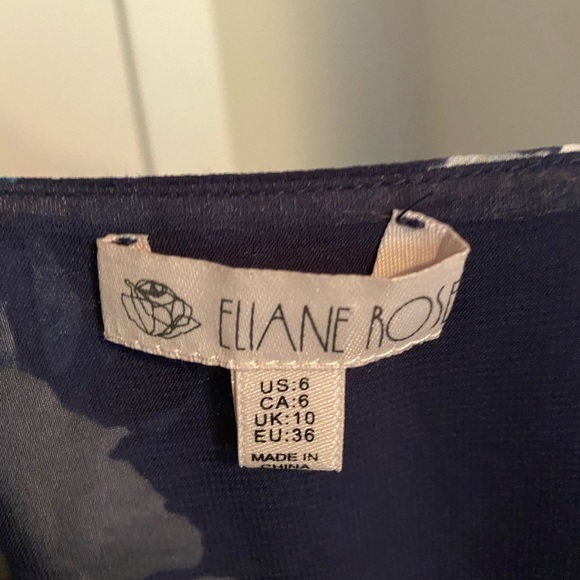 ELIANE ROSE
US:6
CA:6
UK:10
EU:36
MADE IN
CHINA